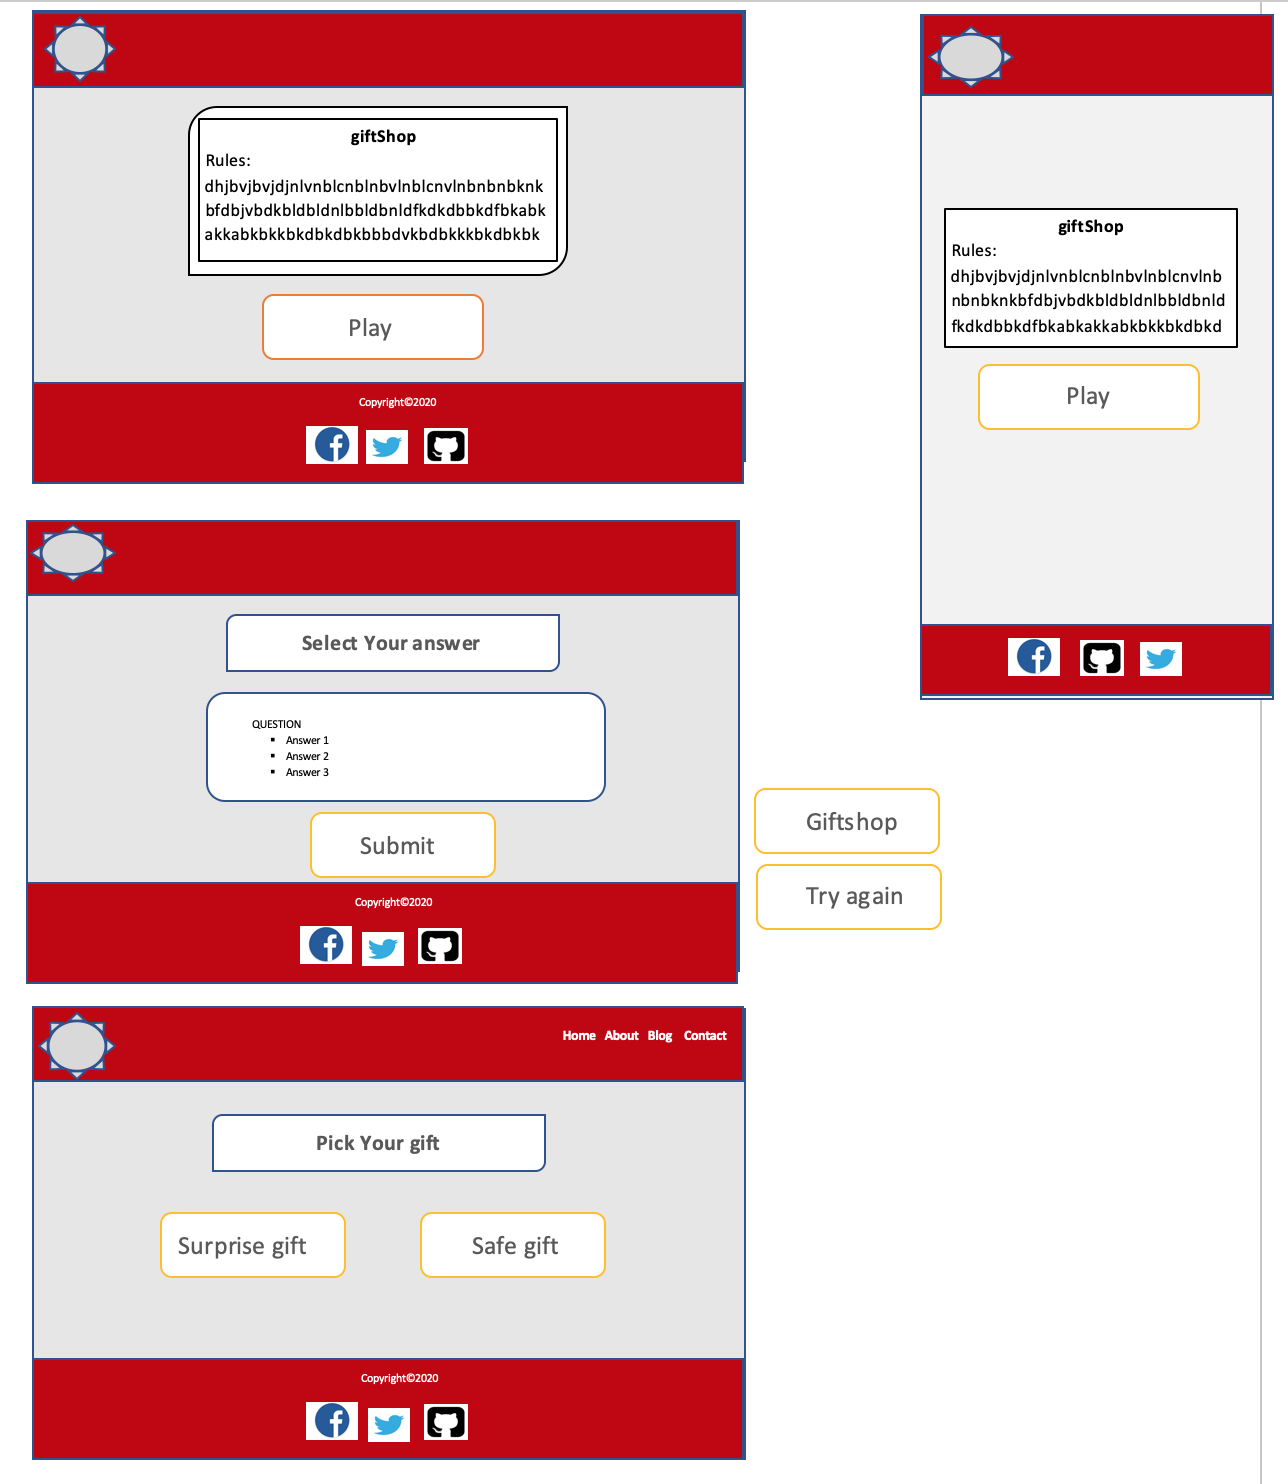 giftShop
Rules:
dhjbvjbvjdjnlvnblcnblnbvlnblcnvlnbnbnbknk
bfdbjvbdkbldbldnlbbldbnldfkdkdbbkdfbkabk
akkabkbkkbkdbkdbkbbbdvkbdbkkkbkdbkbk
Play
Copyright©2020
giftShop
Rules:
dhjbvjbvjdjnlvnblcnblnbvlnblcnvlnb
nbnbknkbfdbjvbdkbldbldnlbbldbnld
fkdkdbbkdfbkabkakkabkbkkbkdbkd
Play
Select Your answer
QUESTION
▪ Answer 1
▪ Answer 2
▪ Answer 3
Submit
Copyright©2020
Giftshop
Try again
Home About Blog Contact
Pick Your gift
Surprise gift
Safe gift
Copyright©2020